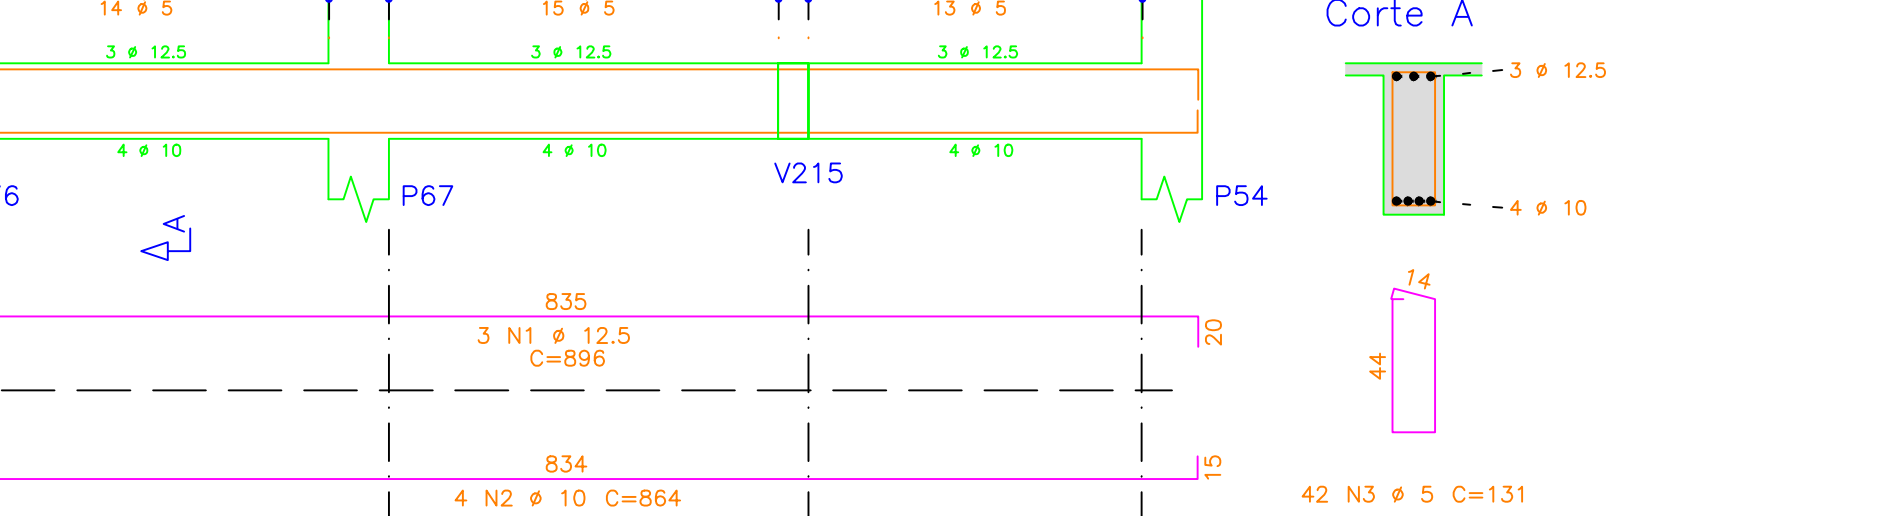 14 ø 5
15 ø 5
13 ø 5
Corte A
3 ø 12.5
3 ø 12.5
3 ø 12.5
3 ø 12.5
4 ø 10
4 ø 10
4 ø 10
V215
6
P67
P54
4 ø 10
A
14
835
3 N1 ø 12.5
C=896
20
44
834
15
4 N2 ø 10 C=864
42 N3 ø 5 C=131